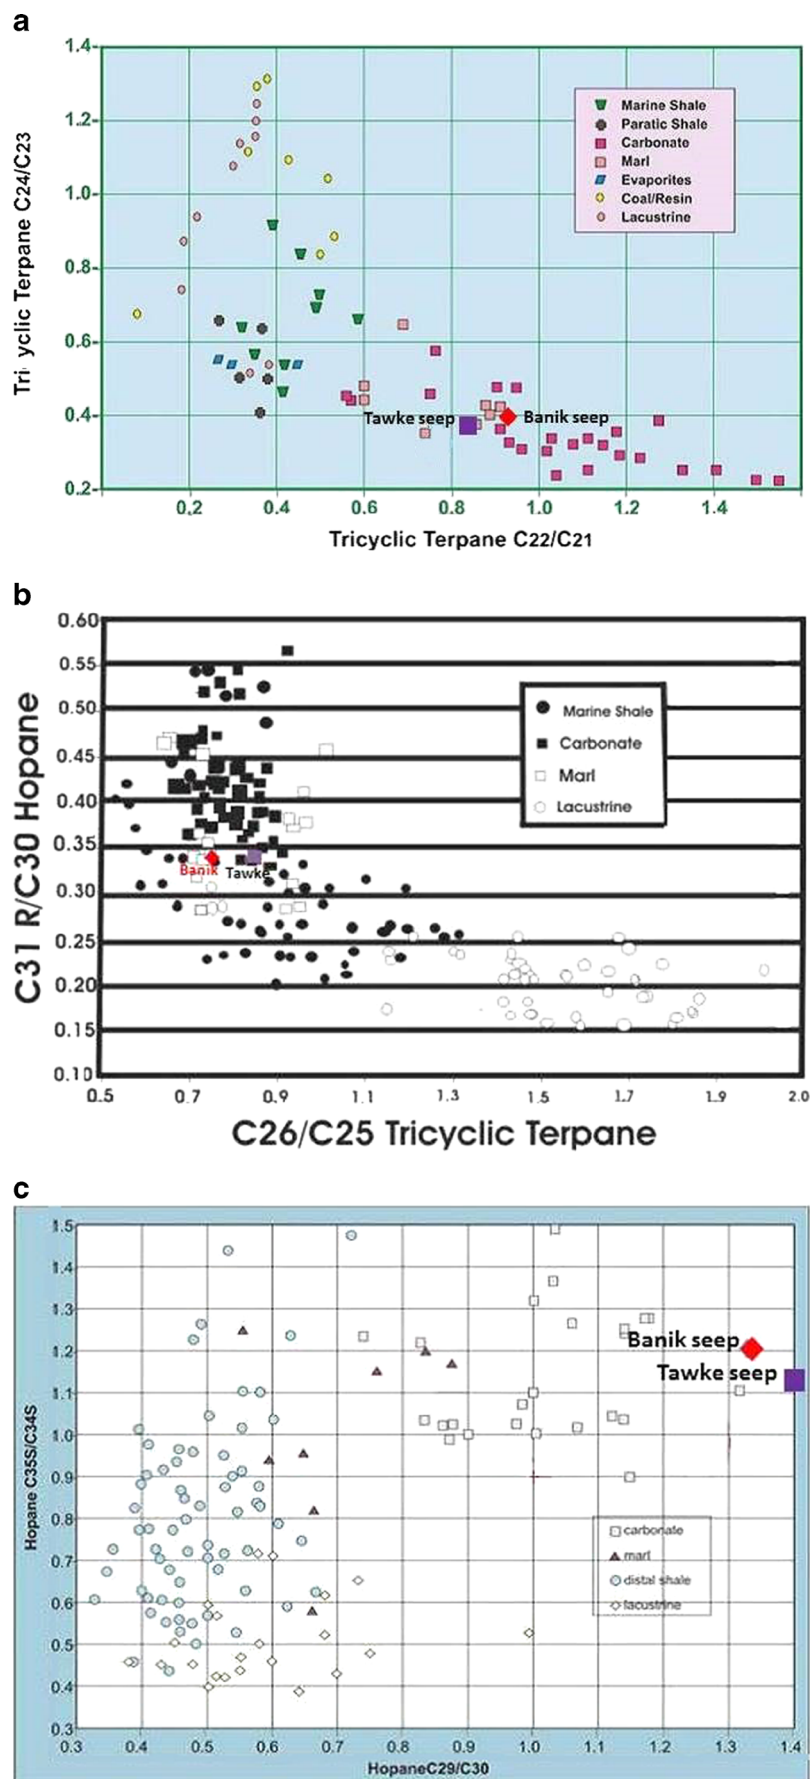 a
1.4
1.2
1.0
0.8
0.6
0.4
0.2
Tri yclic Terpane C24/C23
Marine Shale
Paratic Shale
Carbonate
Marl
Evaporites
Coal/Resin
Lacustrine
Tawke seep
Banik seep
0.2 0.4 0.6 0.8 1.0 1.2 1.4
Tricyclic Terpane C22/C21
b
0.60
0.55
0.50
0.45
0.40
0.35
0.30
0.25
0.20
0.15
0.10
C31 R/C30 Hopane
Marine Shale
Carbonate
Marl
Lacustrine
Banik Tawke
0.5 0.7 0.9 1.1 1.3 1.5 1.7 1.9 2.0
C26/C25 Tricyclic Terpane
c
1.5
1.4
1.3
1.2
1.1
1.0
0.9
0.8
0.7
0.6
0.5
0.4
0.3
Hopane C35S/C34S
Banik seep
Tawke seep
carbonate
marl
distal shale
lacustrine
0.3 0.4 0.5 0.6 0.7 0.8 0.9 1.0 1.1 1.2 1.3 1.4
HopaneC29/C30